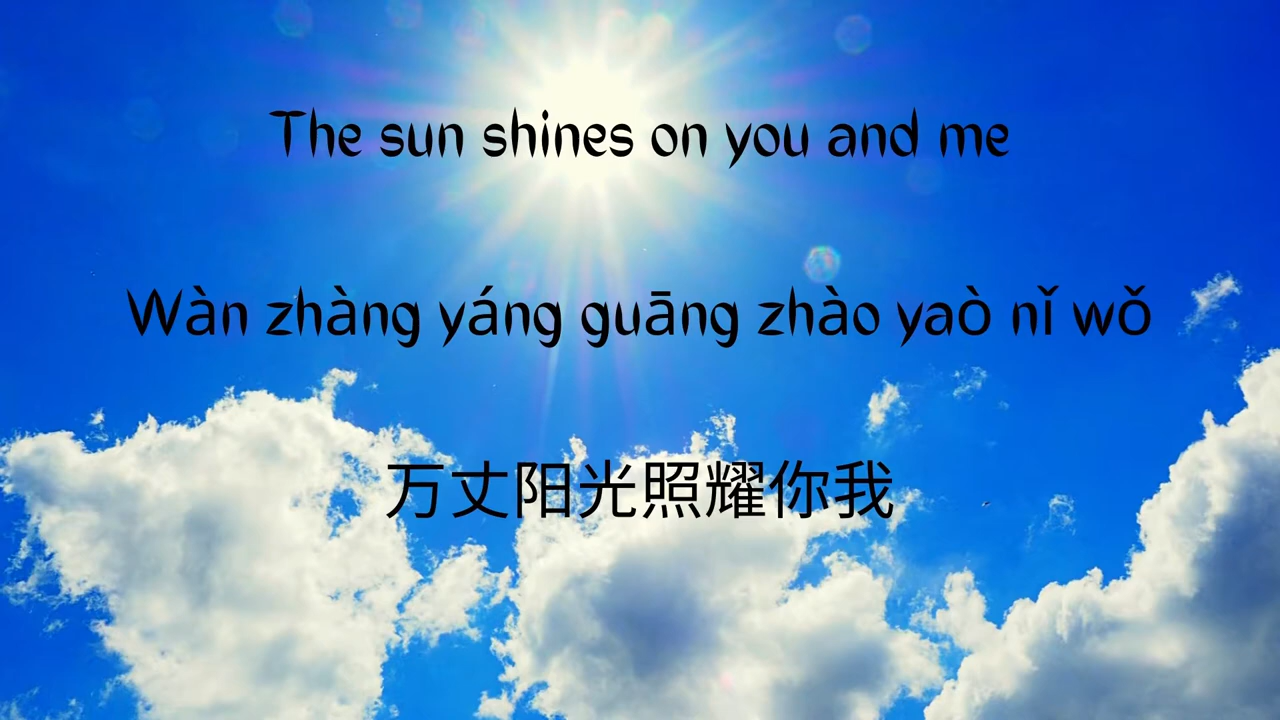 The sun shines on you and me
Wàn zhàng yáng guāng zhào yaò nǐ wǒ
万丈阳光照耀你我